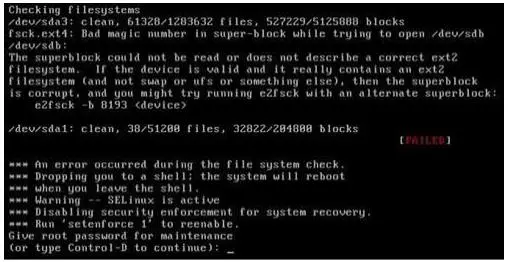 Checking filesystems
/dev/sda3: clean, 61328/1283632 files, 527229/5125888 blocks
fsck.ext4: Bad magic number in super-block while trying to open /dev/sdb
/dev/sdb:
The superblock could not be read or does not describe a correct ext2
filesystem.  If the device is valid and it really contains an ext2
filesystem (and not swap or ufs or something else), then the superblock
is corrupt, and you might try running e2fsck with an alternate superblock:
    e2fsck -b 8193 <device>
/dev/sda1: clean, 38/51200 files, 32822/204800 blocks
[FAILED]
*** An error occurred during the file system check.
*** Dropping you to a shell; the system will reboot
*** when you leave the shell.
*** Warning -- SELinux is active
*** Disabling security enforcement for system recovery.
*** Run 'setenforce 1' to reenable.
Give root password for maintenance
(or type Control-D to continue): _